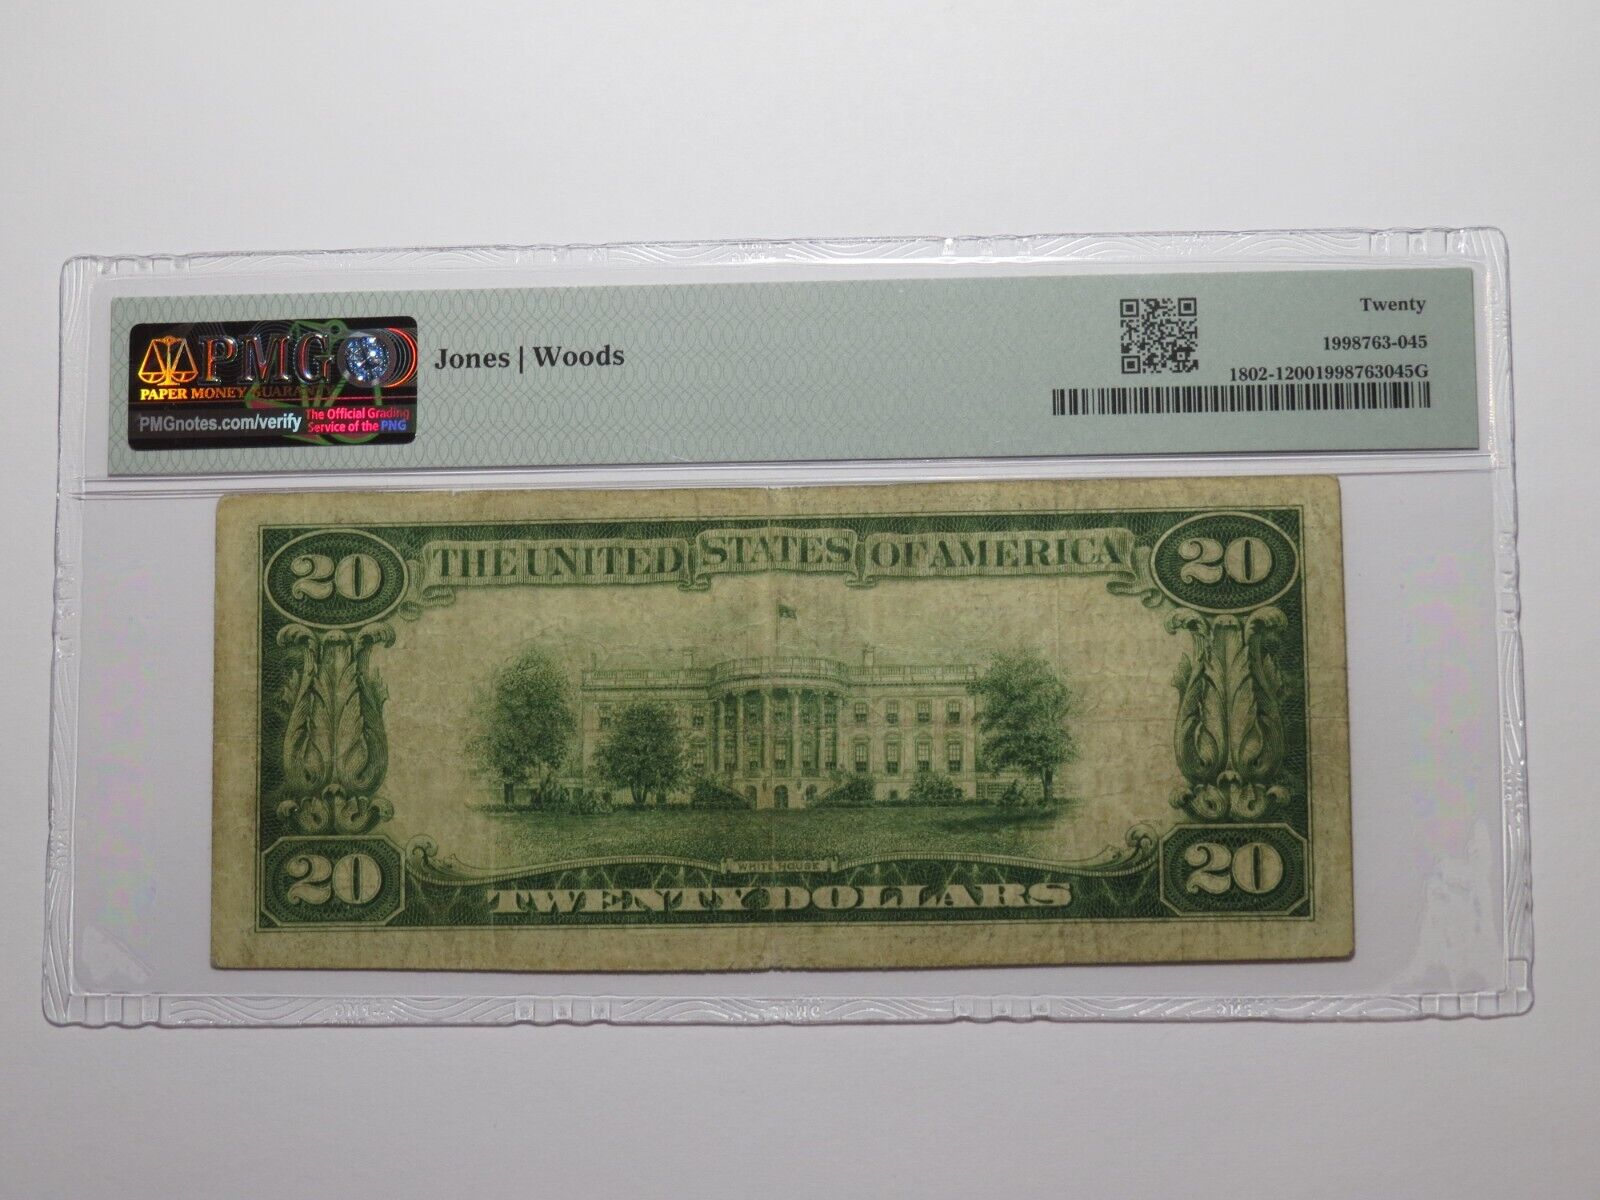 PMG
PAPER MONEY GUARANTY
PMGnotes.com/verify
The Official Grading
Service of the PNG
Jones | Woods
Twenty
1998763-045
1802-12001998763045G
20
THE UNITED STATES OF AMERICA
20
WHITE HOUSE
20
TWENTY DOLLARS
20
PMG